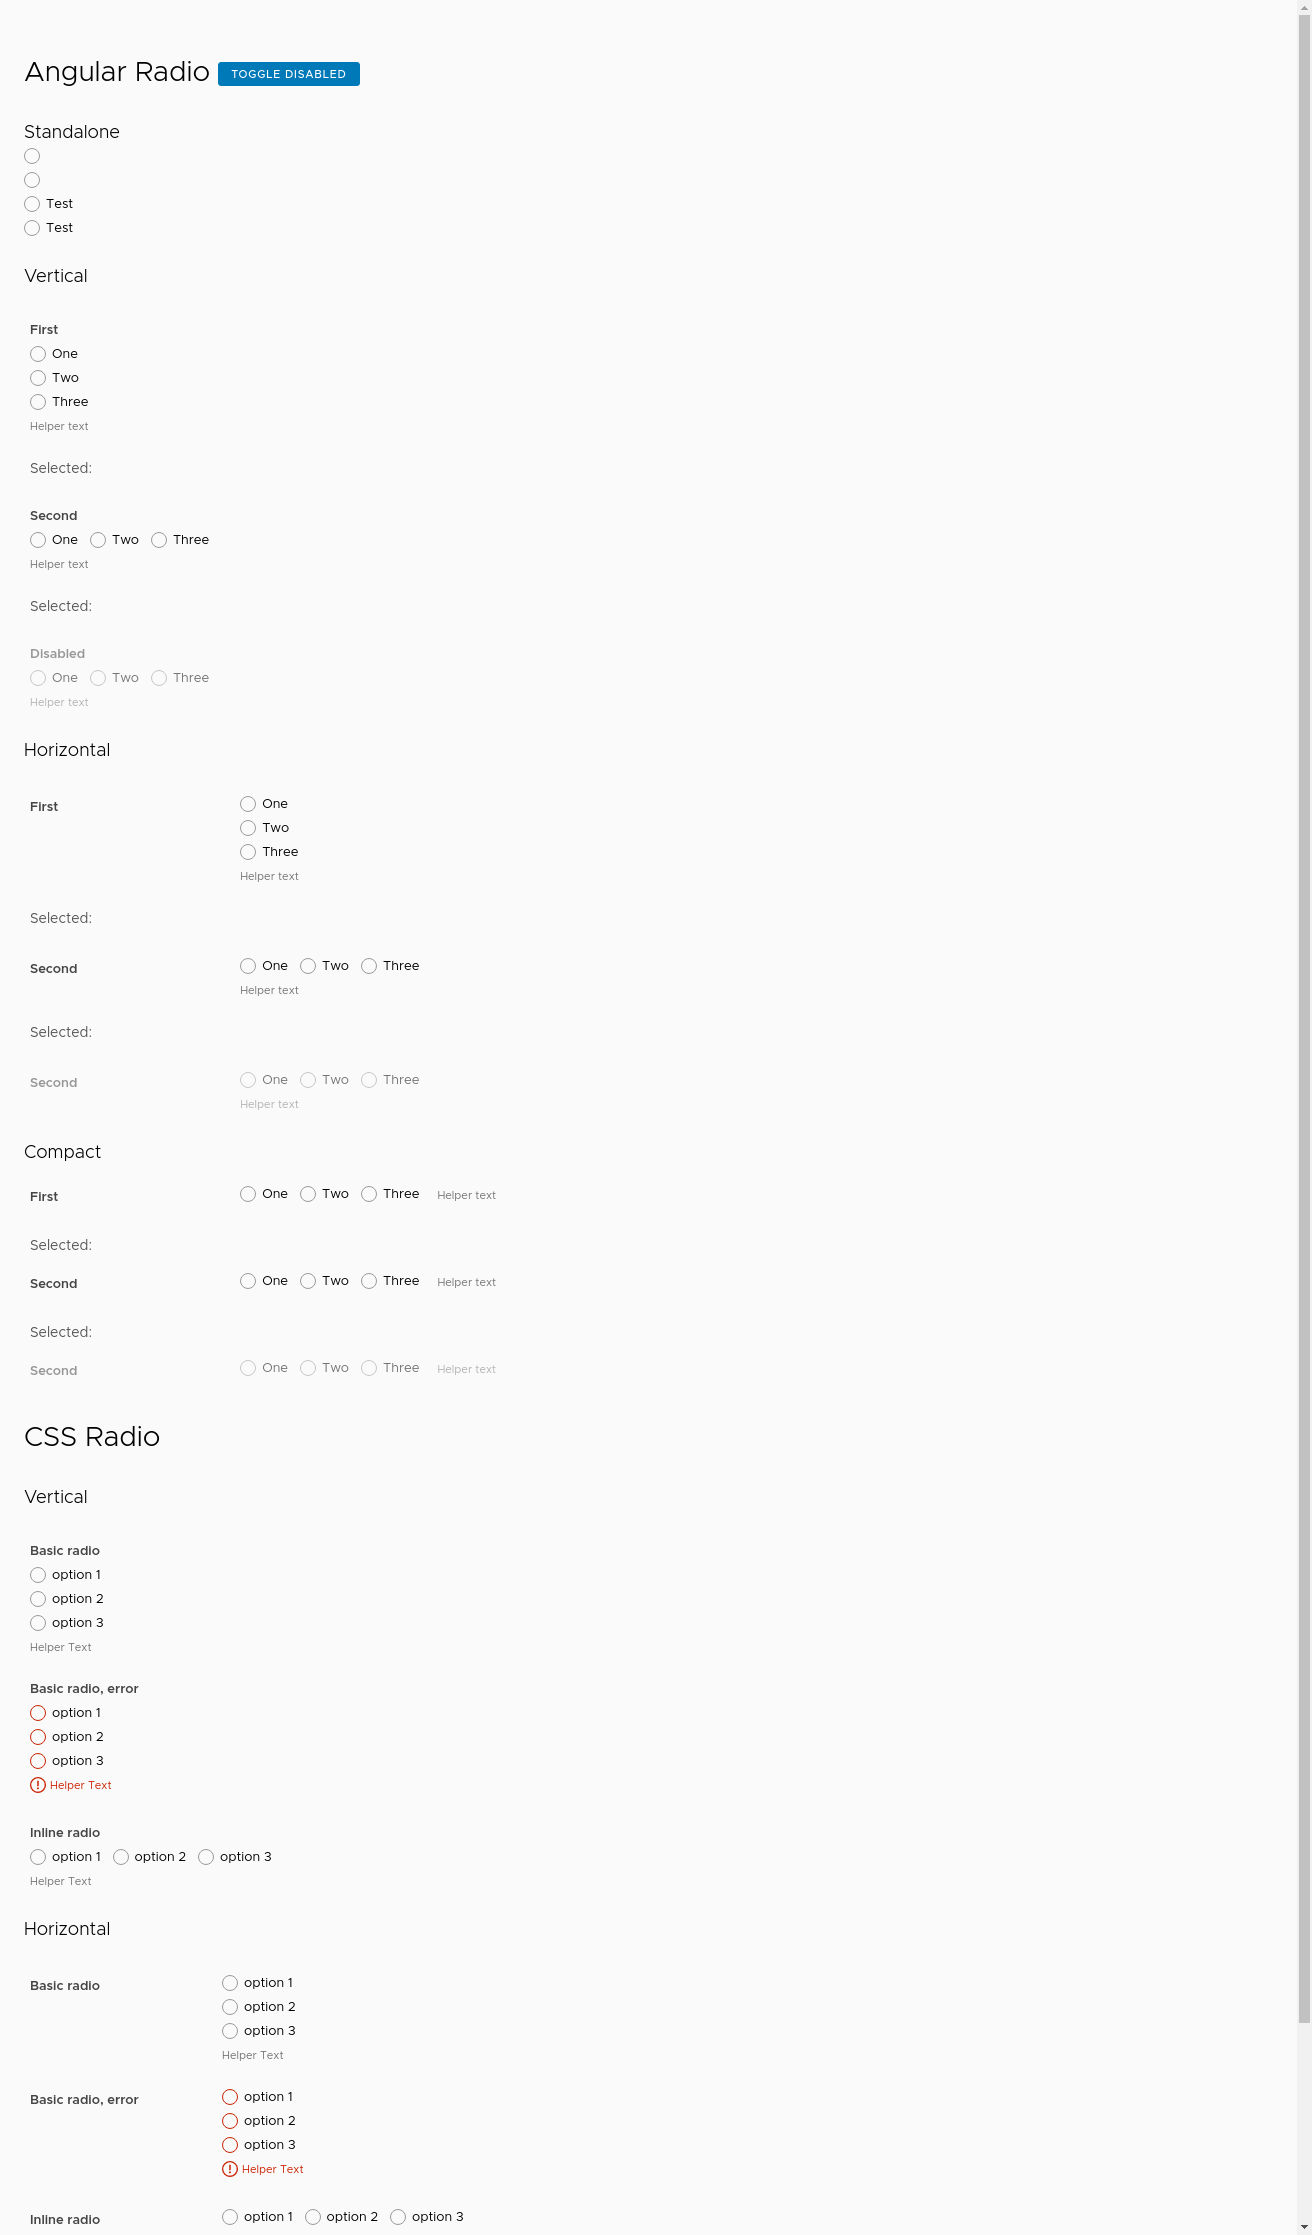 Angular Radio TOGGLE DISABLED
Standalone
Test
Test
Vertical
First
One
Two
Three
Helper text
Selected:
Second
One Two Three
Helper text
Selected:
Disabled
One Two Three
Helper text
Horizontal
First One
Two
Three
Helper text
Selected:
Second One Two Three
Helper text
Selected:
Second One Two Three
Helper text
Compact
First One Two Three Helper text
Selected:
Second One Two Three Helper text
Selected:
Second One Two Three Helper text
CSS Radio
Vertical
Basic radio
option 1
option 2
option 3
Helper Text
Basic radio, error
option 1
option 2
option 3
Helper Text
Inline radio
option 1 option 2 option 3
Helper Text
Horizontal
Basic radio option 1
option 2
option 3
Helper Text
Basic radio, error option 1
option 2
option 3
Helper Text
Inline radio option 1 option 2 option 3